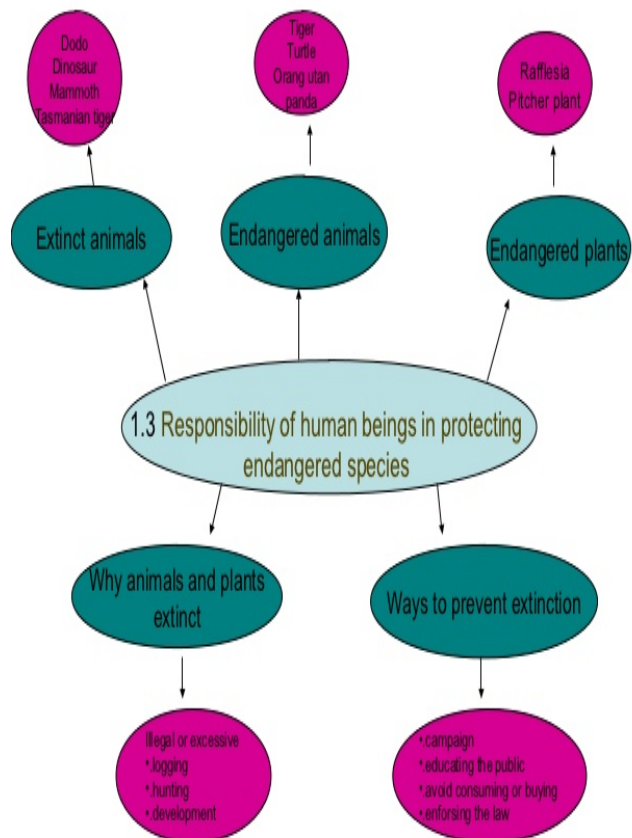 Dodo
Dinosaur
Mammoth
Tasmanian tiger
Tiger
Turtle
Orang utan
panda
Rafflesia
Pitcher plant
Extinct animals
Endangered animals
Endangered plants
1.3 Responsibility of human beings in protecting
endangered species
Why animals and plants
extinct
Ways to prevent extinction
Illegal or excessive
•.logging
•.hunting
•.development
•.campaign
•.educating the public
•.avoid consuming or buying
•.enforsing the law